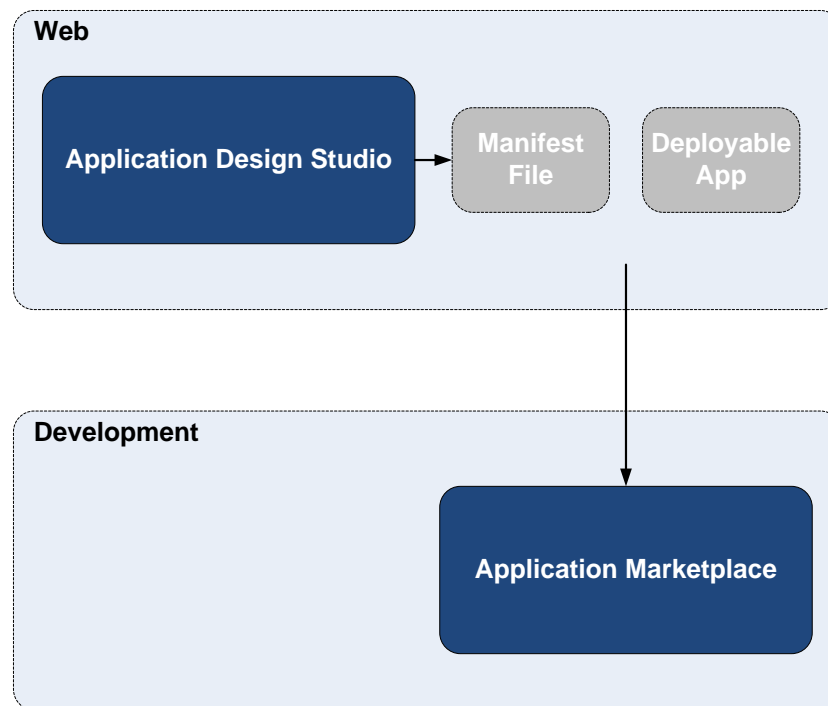 Web
Application Design Studio
Manifest
File
Deployable
App
Development
Application Marketplace